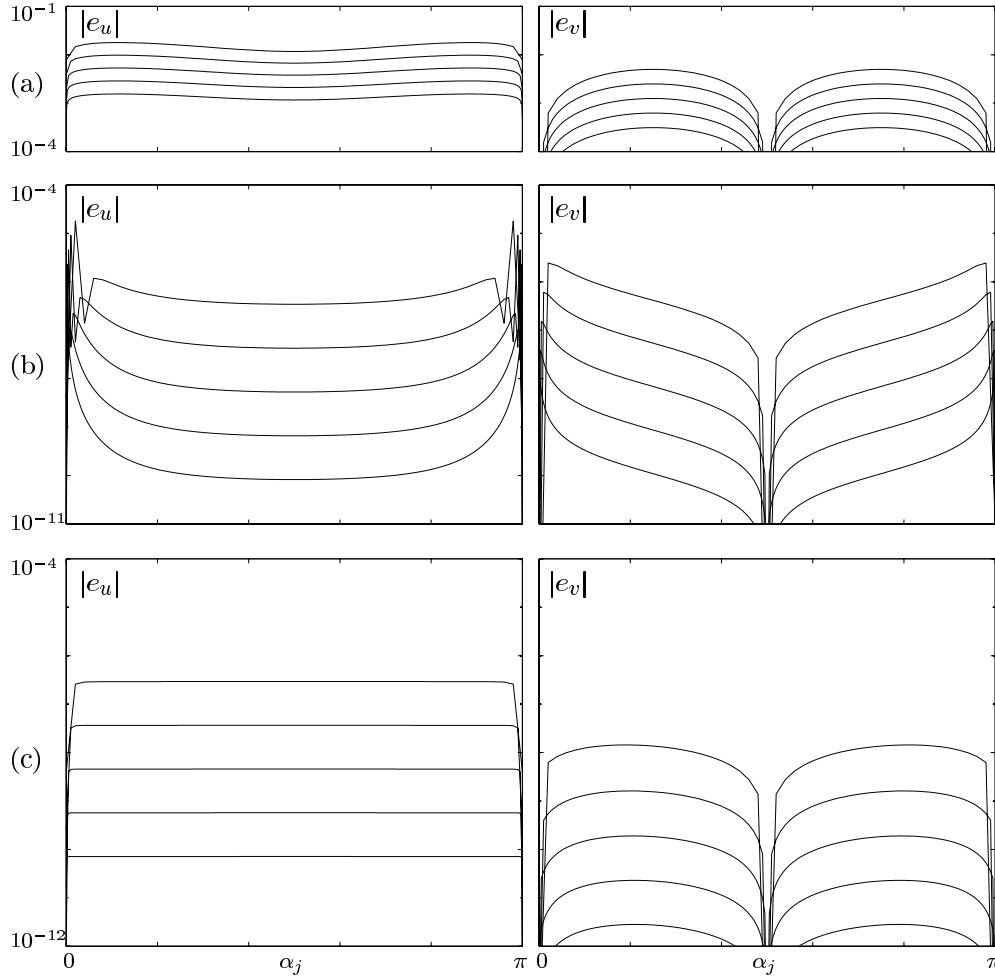 10⁻¹
|e_u|
|e_v|
(a)
10⁻⁴
10⁻⁴
|e_u|
|e_v|
(b)
10⁻¹¹
10⁻⁴
|e_u|
|e_v|
(c)
10⁻¹²
0 α_j π 0 α_j π